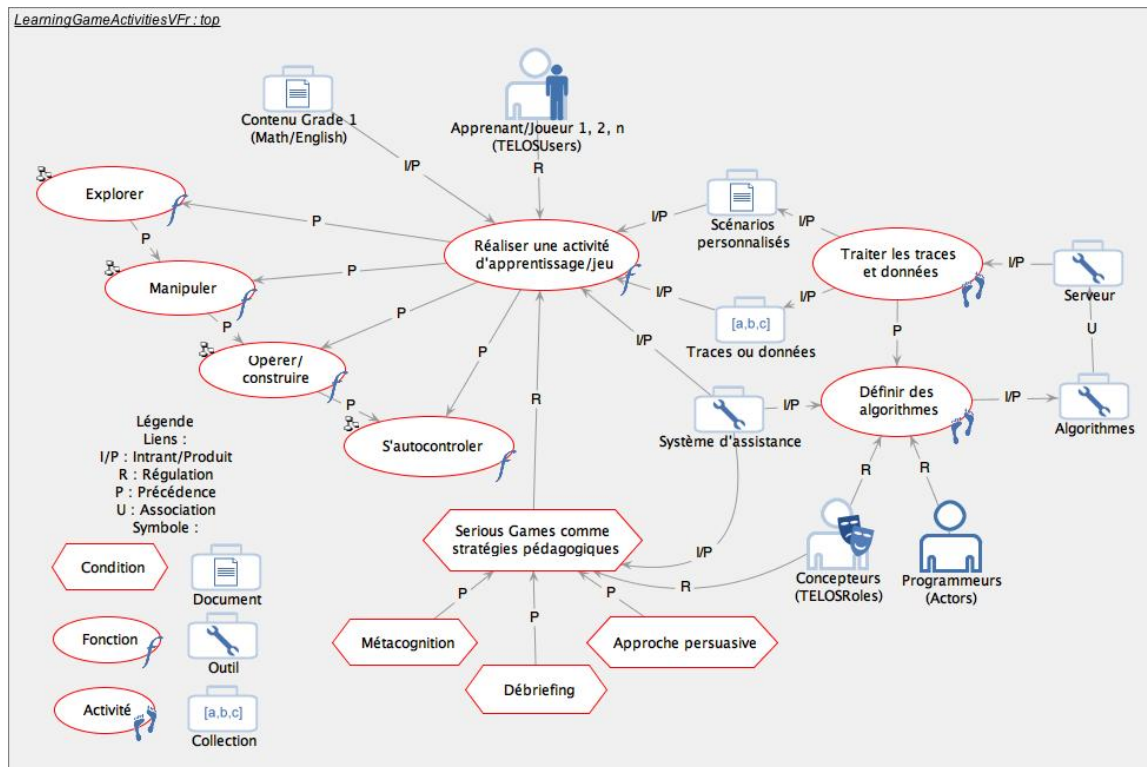 LearningGameActivitiesVFr : top
Contenu Grade 1
(Math/English)
Apprenant/Joueur 1, 2, n
(TELOSUsers)
I/P
R
Explorer
P
P
Réaliser une activité
d'apprentissage/jeu
I/P
Scénarios
personnalisés
I/P
Traiter les traces
et données
I/P
Serveur
Manipuler
P
P
I/P
[a,b,c]
Traces ou données
I/P
P
U
Opérer/
construire
P
P
I/P
Définir des
algorithmes
I/P
Algorithmes
P
S'autocontroler
R
Système d'assistance
I/P
Légende
Liens :
I/P : Intrant/Produit
R : Régulation
P : Précédence
U : Association
Symbole :
R
R
Serious Games comme
stratégies pédagogiques
I/P
R
Concepteurs
(TELOSRoles)
Programmeurs
(Actors)
Condition
Document
P
P
P
Métacognition
Débriefing
Approche persuasive
Fonction
f
Outil
Activité
[a,b,c]
Collection